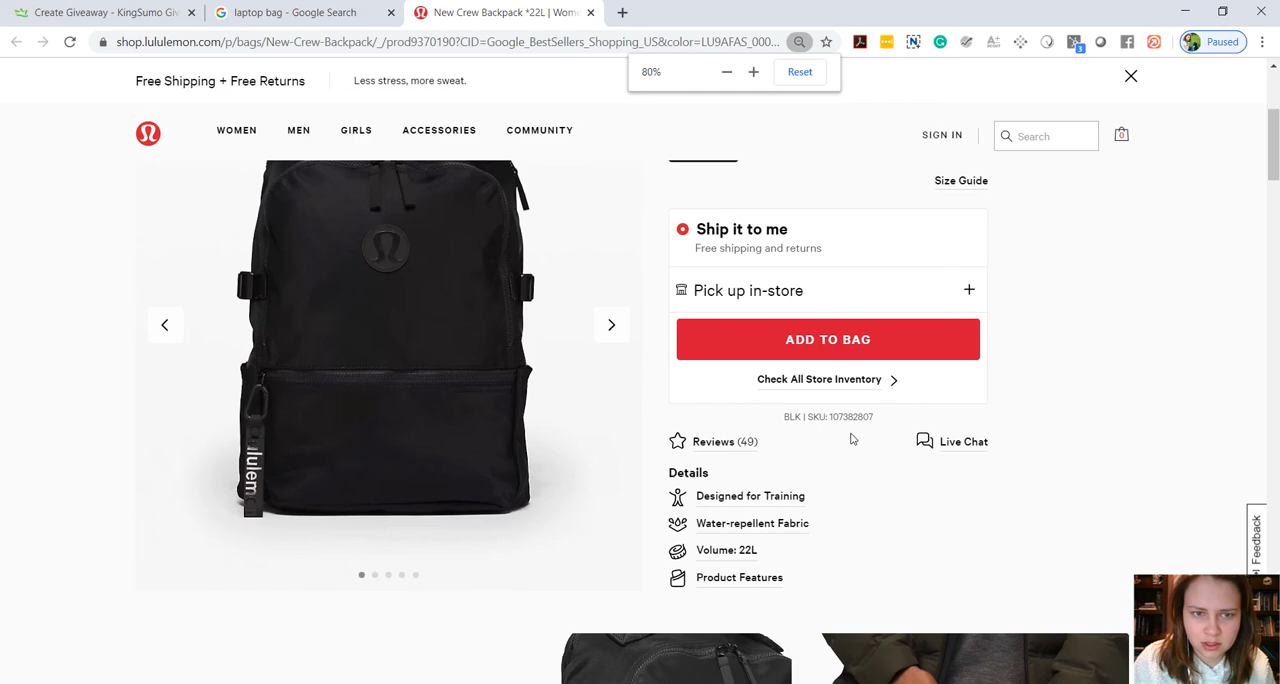 Create Giveaway - KingSumo Giv
laptop bag - Google Search
New Crew Backpack *22L | Wome
shop.lululemon.com/p/bags/New-Crew-Backpack/_/prod9370190?CID=Google_BestSellers_Shopping_US&color=LU9AFAS_000...
3
Paused
80%
Reset
Free Shipping + Free Returns
Less stress, more sweat.
WOMEN
MEN
GIRLS
ACCESSORIES
COMMUNITY
SIGN IN
Search
0
Size Guide
Ship it to me
Free shipping and returns
Pick up in-store
ADD TO BAG
Check All Store Inventory
BLK | SKU: 107382807
Reviews (49)
Live Chat
Details
Designed for Training
Water-repellent Fabric
Volume: 22L
Product Features
Feedback